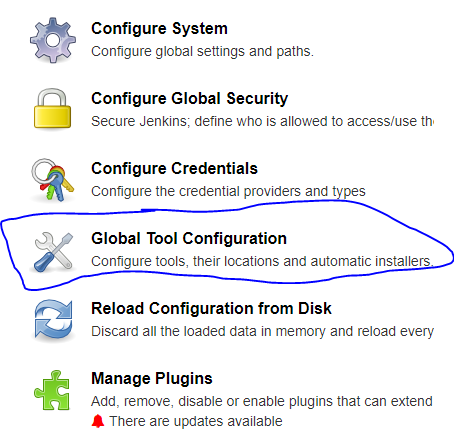 Configure System
Configure global settings and paths.
Configure Global Security
Secure Jenkins; define who is allowed to access/use the
Configure Credentials
Configure the credential providers and types
Global Tool Configuration
Configure tools, their locations and automatic installers.
Reload Configuration from Disk
Discard all the loaded data in memory and reload every
Manage Plugins
Add, remove, disable or enable plugins that can extend
There are updates available